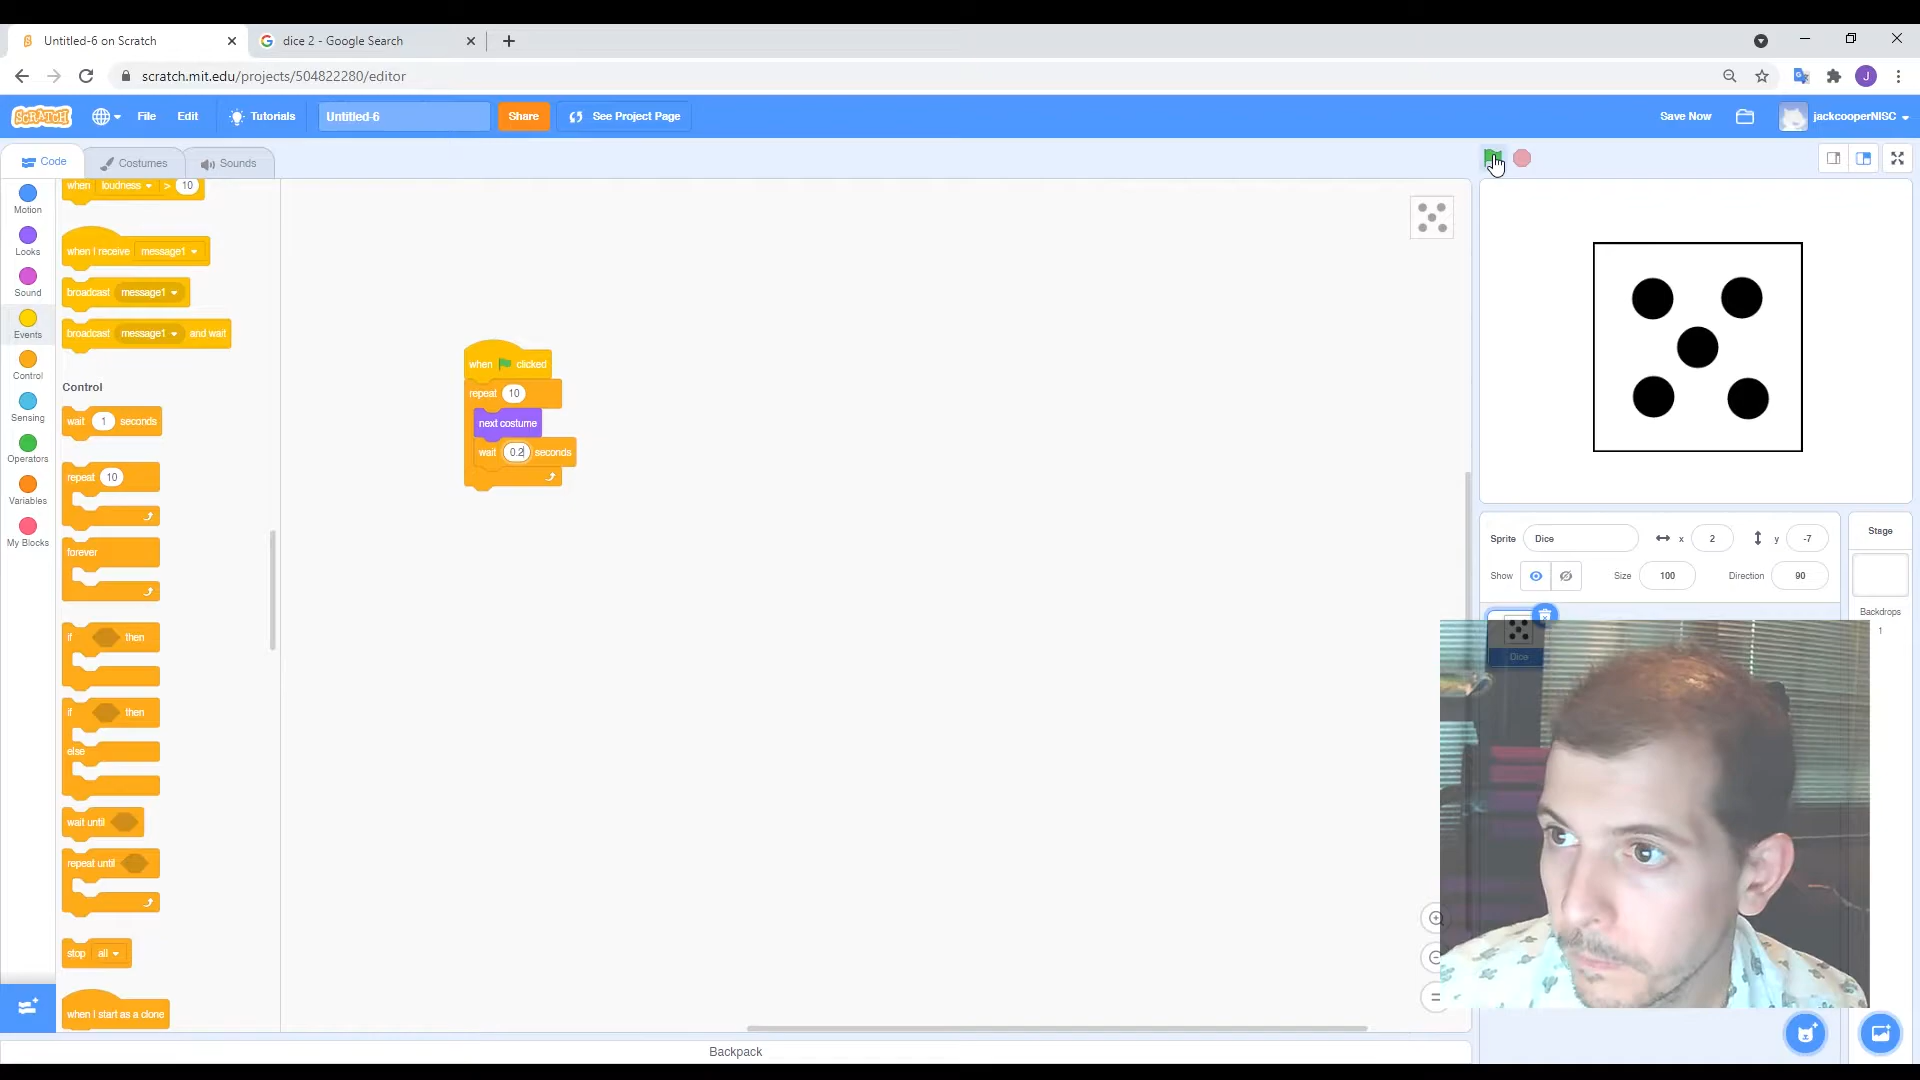 Untitled-6 on Scratch
dice 2 - Google Search
scratch.mit.edu/projects/504822280/editor
J
SCRATCH
File
Edit
Tutorials
Untitled-6
Share
See Project Page
Save Now
jackcooperNISC
Code
Costumes
Sounds
Motion
Looks
Sound
Events
Control
Sensing
Operators
Variables
My Blocks
when loudness > 10
when I receive message1
broadcast message1
broadcast message1 and wait
Control
wait 1 seconds
repeat 10
forever
if then
if then
else
wait until
repeat until
stop all
when I start as a clone
when clicked
repeat 10
next costume
wait 0.2 seconds
Sprite Dice x 2 y -7
Show Size 100 Direction 90
Dice
Stage
Backdrops
1
Backpack